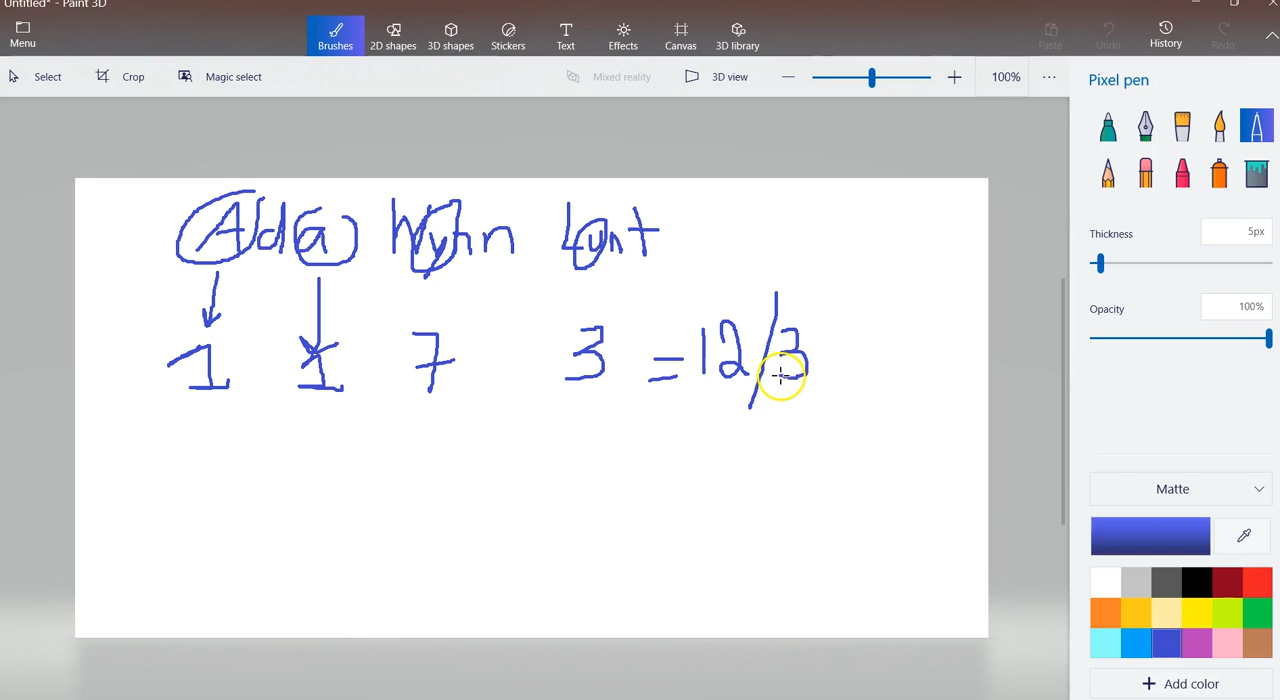 Untitled* - Paint 3D
Menu
Brushes 2D shapes 3D shapes Stickers Text Effects Canvas 3D library Paste Undo History Redo
Select Crop Magic select Mixed reality 3D view 100%
Pixel pen
Thickness 5px
Opacity 100%
Ada Lunt
1 1 7 3 = 12/3
Matte
Add color